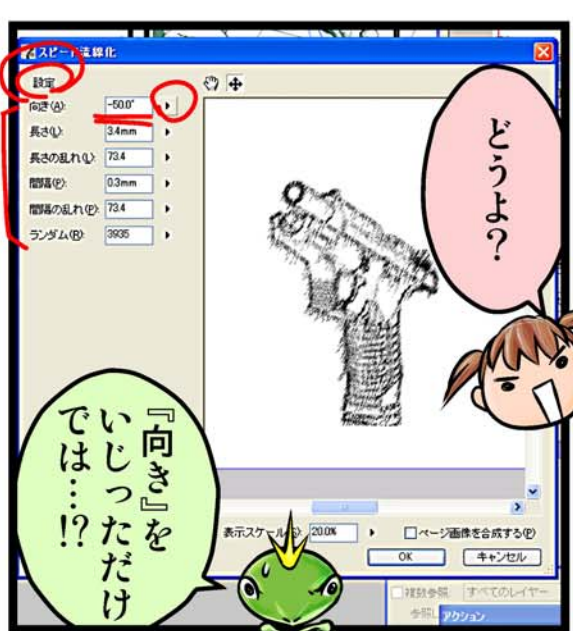 スピード流線化
設定
向き(A): -50.0°
長さ(L): 3.4mm
長さの乱れ(L): 73.4
間隔(P): 0.3mm
間隔の乱れ(P): 73.4
ランダム(R): 3935
どうよ?
『向き』を
いじっただけ
では…!?
表示スケール(S): 20.0%
ページ画像を合成する(P)
OK
キャンセル
複数参照
すべてのレイヤー
アクション